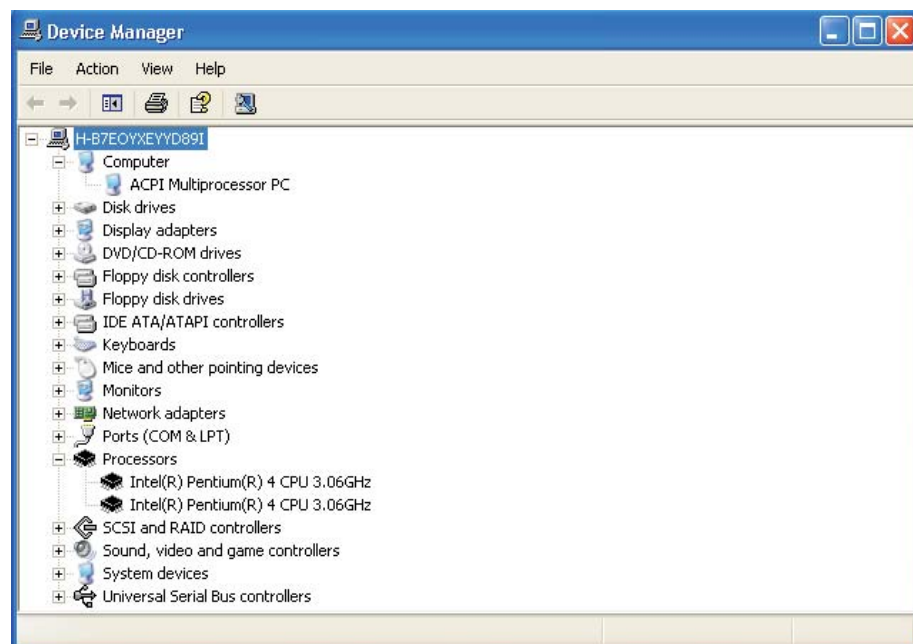 Device Manager
File Action View Help
H-B7EOYXEYYD89I
Computer
ACPI Multiprocessor PC
Disk drives
Display adapters
DVD/CD-ROM drives
Floppy disk controllers
Floppy disk drives
IDE ATA/ATAPI controllers
Keyboards
Mice and other pointing devices
Monitors
Network adapters
Ports (COM & LPT)
Processors
Intel(R) Pentium(R) 4 CPU 3.06GHz
Intel(R) Pentium(R) 4 CPU 3.06GHz
SCSI and RAID controllers
Sound, video and game controllers
System devices
Universal Serial Bus controllers